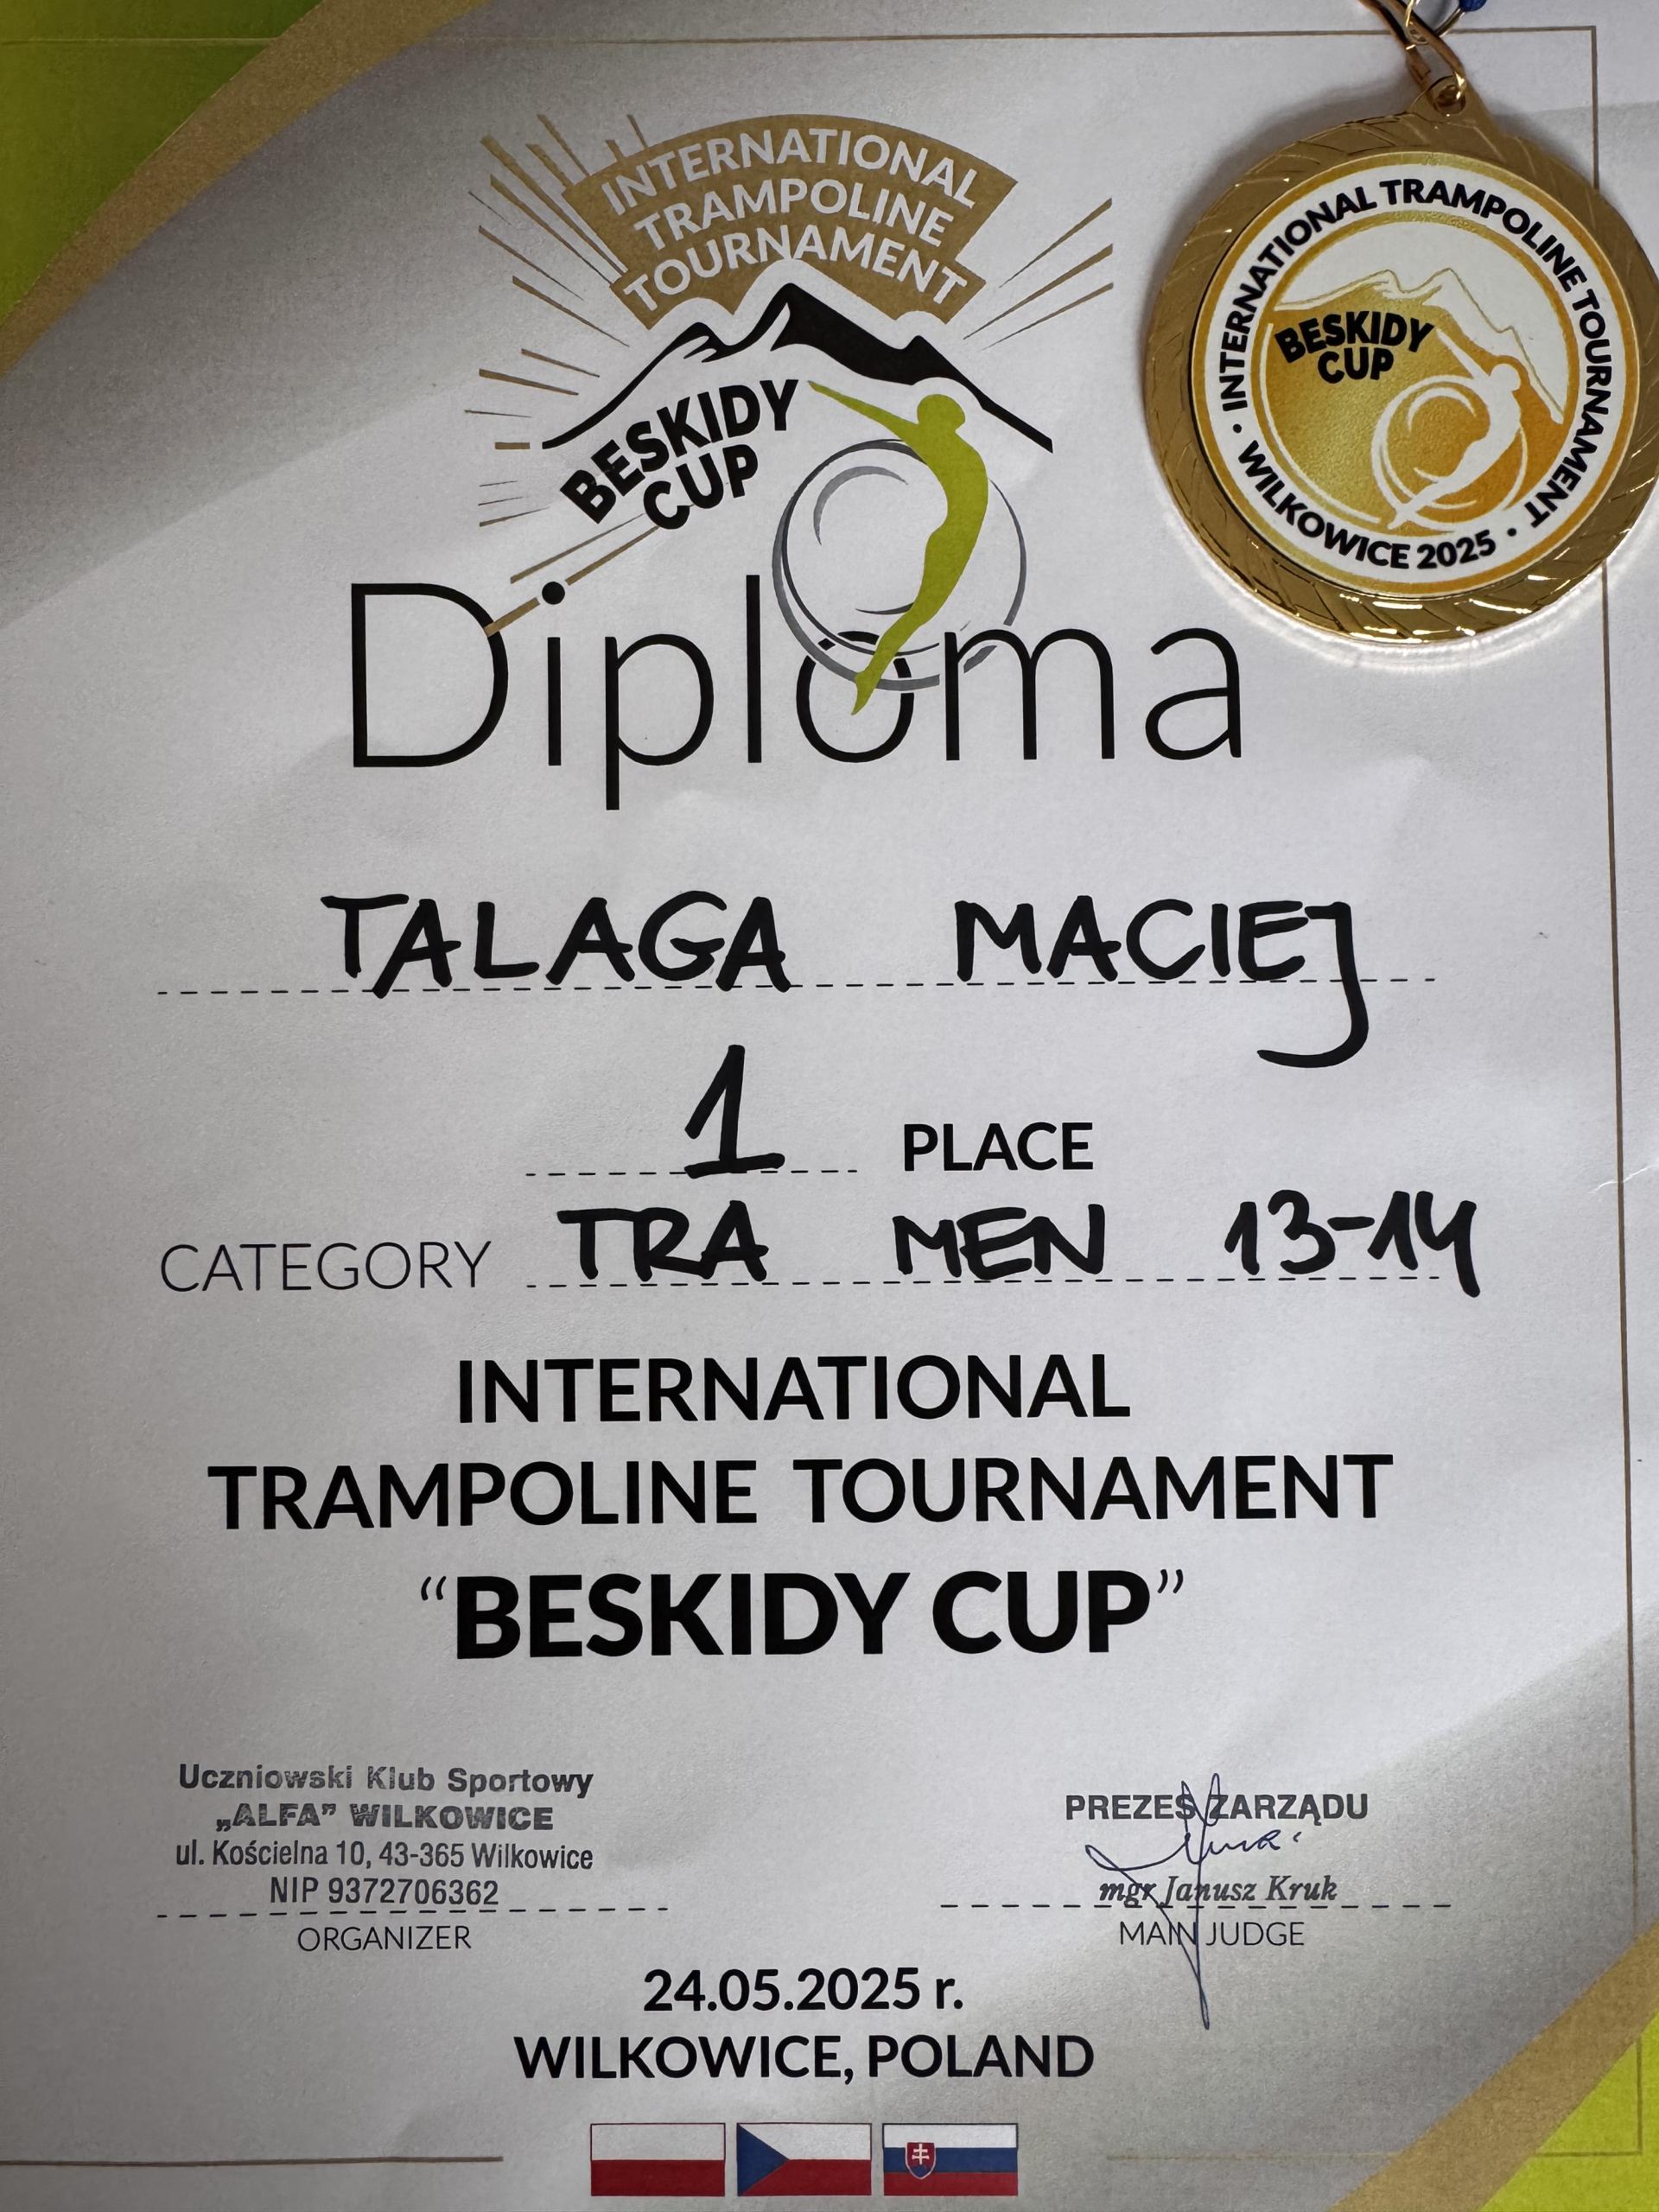 INTERNATIONAL
TRAMPOLINE
TOURNAMENT
BESKIDY
CUP
INTERNATIONAL TRAMPOLINE TOURNAMENT
BESKIDY
CUP
• WILKOWICE 2025 •
Diploma
TALAGA MACIEJ
1 PLACE
CATEGORY TRA MEN 13-14
INTERNATIONAL
TRAMPOLINE TOURNAMENT
“BESKIDY CUP”
Uczniowski Klub Sportowy
„ALFA” WILKOWICE
ul. Kościelna 10, 43-365 Wilkowice
NIP 9372706362
ORGANIZER
PREZES ZARZĄDU
mgr Janusz Kruk
MAIN JUDGE
24.05.2025 r.
WILKOWICE, POLAND